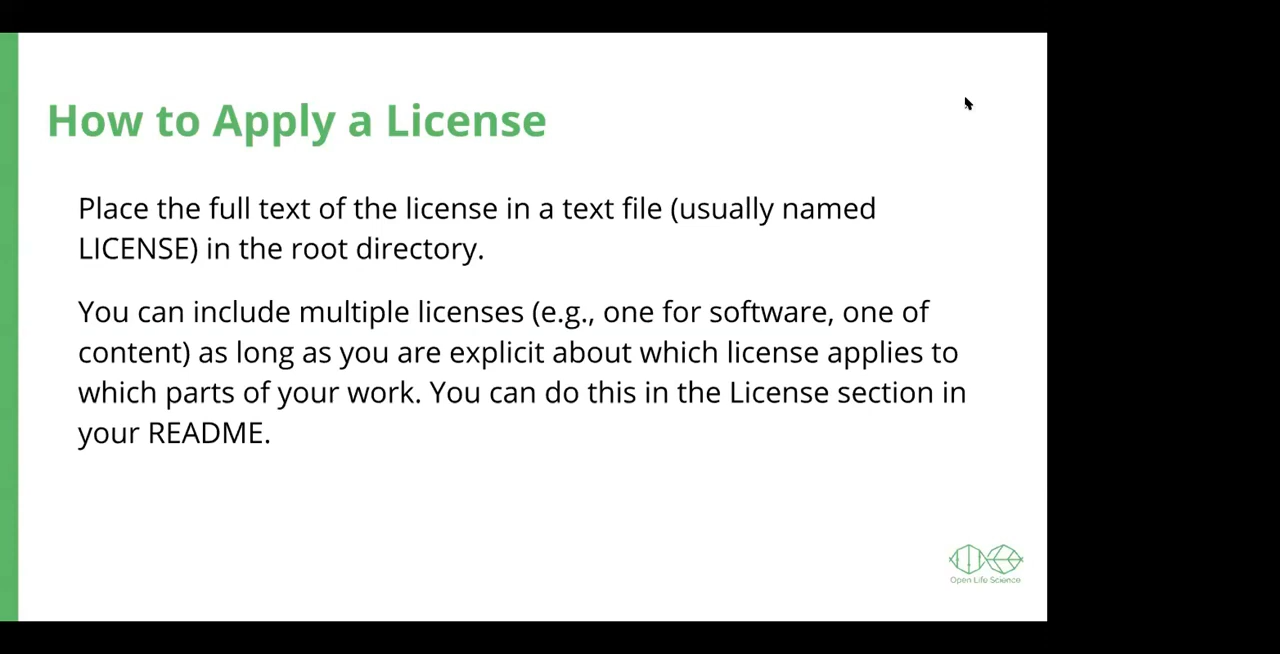 How to Apply a License
Place the full text of the license in a text file (usually named
LICENSE) in the root directory.
You can include multiple licenses (e.g., one for software, one of
content) as long as you are explicit about which license applies to
which parts of your work. You can do this in the License section in
your README.
Open Life Science